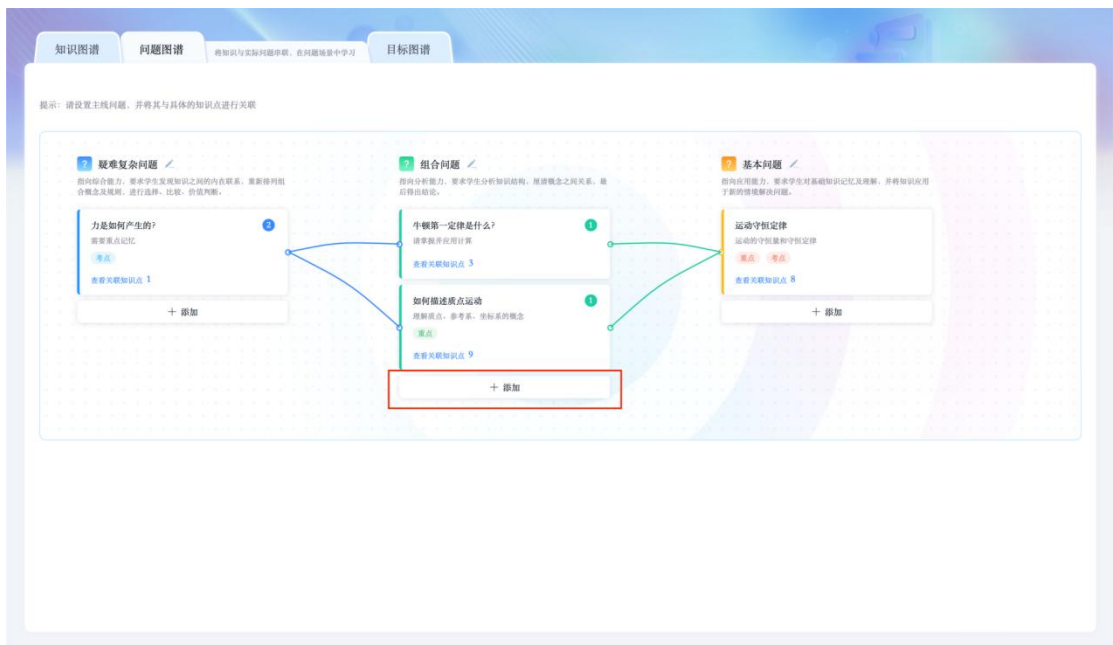 知识图谱
问题图谱
将知识与实际问题串联，在问题场景中学习
目标图谱
提示：请设置主线问题，并将其与具体的知识点进行关联
疑难复杂问题
指向综合能力，要求学生发现知识之间的内在联系，重新排列组
合概念及规则，进行选择、比较、价值判断。
力是如何产生的？
2
需要重点记忆
考点
查看关联知识点 1
+ 添加
组合问题
指向分析能力，要求学生分析知识结构，厘清概念之间关系，最
后得出结论。
牛顿第一定律是什么？
1
请掌握并应用计算
查看关联知识点 3
如何描述质点运动
1
理解质点、参考系、坐标系的概念
重点
查看关联知识点 9
+ 添加
基本问题
指向应用能力，要求学生对基础知识记忆及理解，并将知识应用
于新的情境解决问题。
运动守恒定律
运动的守恒量和守恒定律
重点 考点
查看关联知识点 8
+ 添加